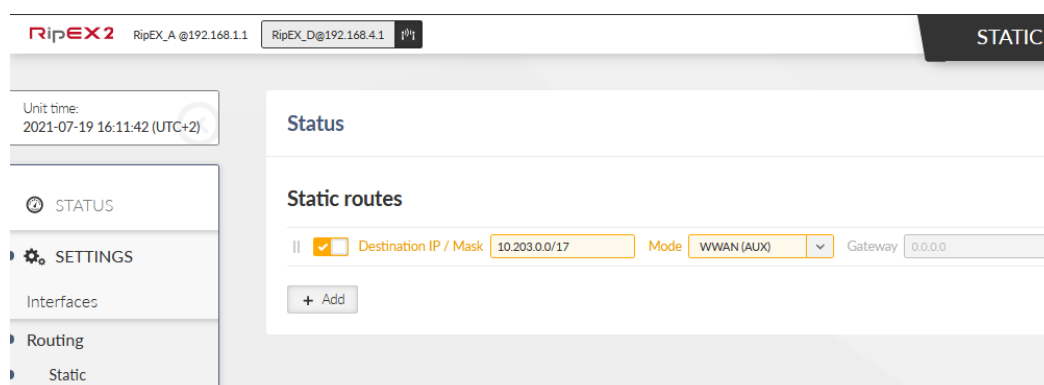 RipEX2 RipEX_A @192.168.1.1 RipEX_D@192.168.4.1 STATIC
Unit time:
2021-07-19 16:11:42 (UTC+2)
Status
STATUS
Static routes
Destination IP / Mask 10.203.0.0/17 Mode WWAN (AUX) Gateway 0.0.0.0
SETTINGS
+ Add
Interfaces
Routing
Static